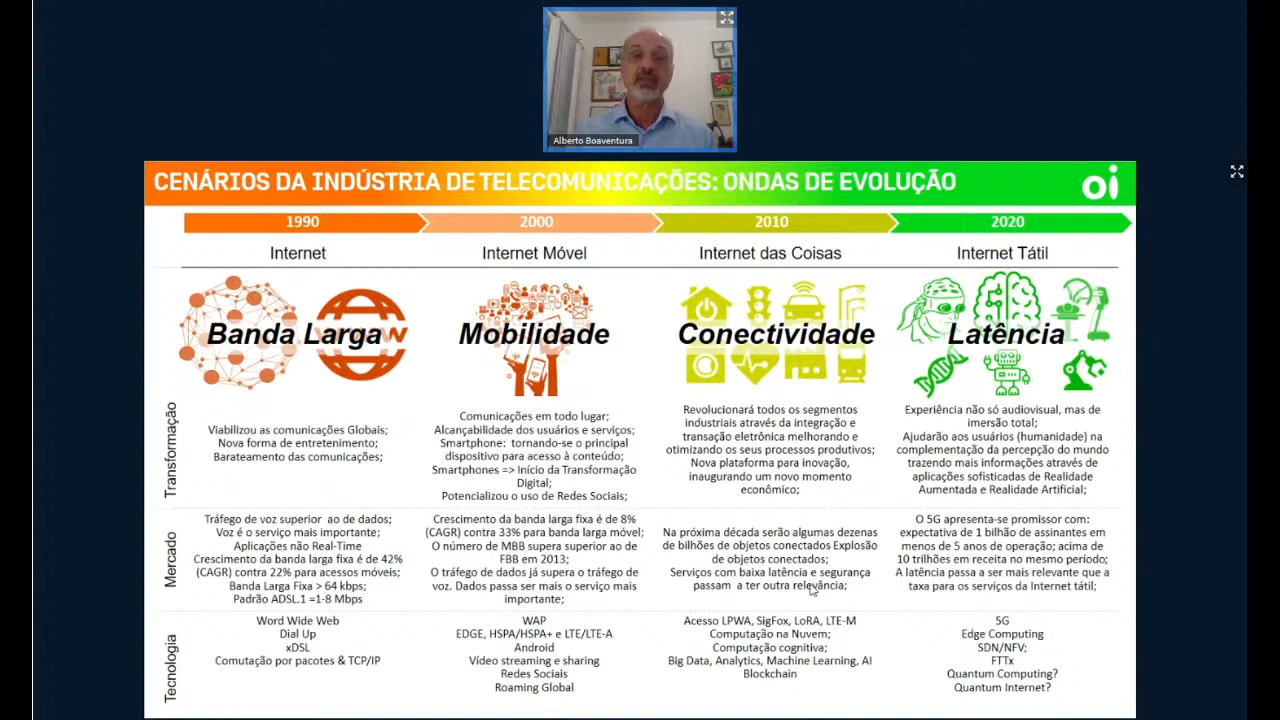 Alberto Boaventura
CENÁRIOS DA INDÚSTRIA DE TELECOMUNICAÇÕES: ONDAS DE EVOLUÇÃO
oi
1990
2000
2010
2020
Internet
Internet Móvel
Internet das Coisas
Internet Tátil
Banda Larga
Mobilidade
Conectividade
Latência
Transformação
Viabilizou as comunicações Globais;
Nova forma de entretenimento;
Barateamento das comunicações;
Comunicações em todo lugar;
Alcançabilidade dos usuários e serviços;
Smartphone: tornando-se o principal
dispositivo para acesso à conteúdo;
Smartphones => Início da Transformação
Digital;
Potencializou o uso de Redes Sociais;
Revolucionará todos os segmentos
industriais através da integração e
transação eletrônica melhorando e
otimizando os seus processos produtivos;
Nova plataforma para inovação,
inaugurando um novo momento
econômico;
Experiência não só audiovisual, mas de
imersão total;
Ajudarão aos usuários (humanidade) na
complementação da percepção do mundo
trazendo mais informações através de
aplicações sofisticadas de Realidade
Aumentada e Realidade Artificial;
Mercado
Tráfego de voz superior ao de dados;
Voz é o serviço mais importante;
Aplicações não Real-Time
Crescimento da banda larga fixa é de 42%
(CAGR) contra 22% para acessos móveis;
Banda Larga Fixa > 64 kbps;
Padrão ADSL.1 =1-8 Mbps
Crescimento da banda larga fixa é de 8%
(CAGR) contra 33% para banda larga móvel;
O número de MBB supera superior ao de
FBB em 2013;
O tráfego de dados já supera o tráfego de
voz. Dados passa ser mais o serviço mais
importante;
Na próxima década serão algumas dezenas
de bilhões de objetos conectados Explosão
de objetos conectados;
Serviços com baixa latência e segurança
passam a ter outra relevância;
O 5G apresenta-se promissor com:
expectativa de 1 bilhão de assinantes em
menos de 5 anos de operação; acima de
10 trilhões em receita no mesmo período;
A latência passa a ser mais relevante que a
taxa para os serviços da Internet tátil;
Tecnologia
Word Wide Web
Dial Up
xDSL
Comutação por pacotes & TCP/IP
WAP
EDGE, HSPA/HSPA+ e LTE/LTE-A
Android
Vídeo streaming e sharing
Redes Sociais
Roaming Global
Acesso LPWA, SigFox, LoRA, LTE-M
Computação na Nuvem;
Computação cognitiva;
Big Data, Analytics, Machine Learning, AI
Blockchain
5G
Edge Computing
SDN/NFV;
FTTx
Quantum Computing?
Quantum Internet?